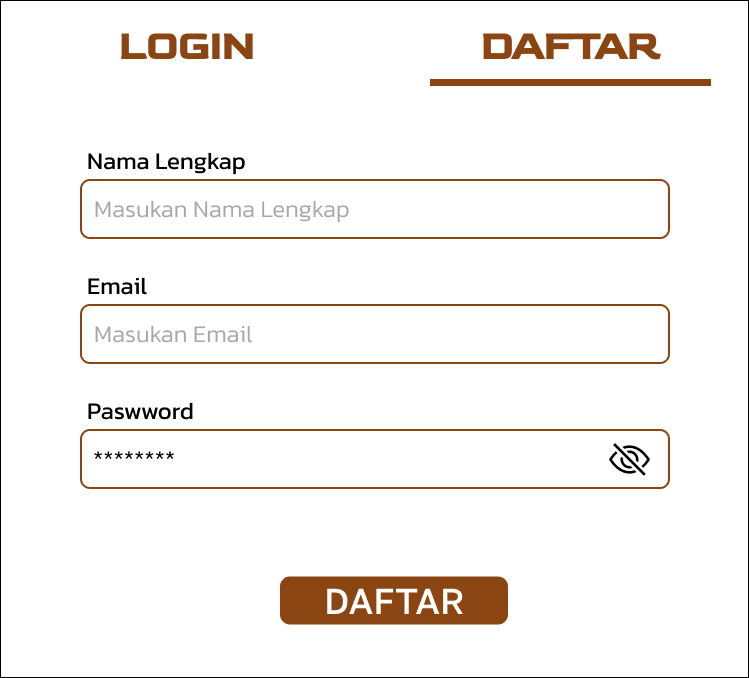 LOGIN DAFTAR
Nama Lengkap
Masukan Nama Lengkap
Email
Masukan Email
Paswword
********
DAFTAR